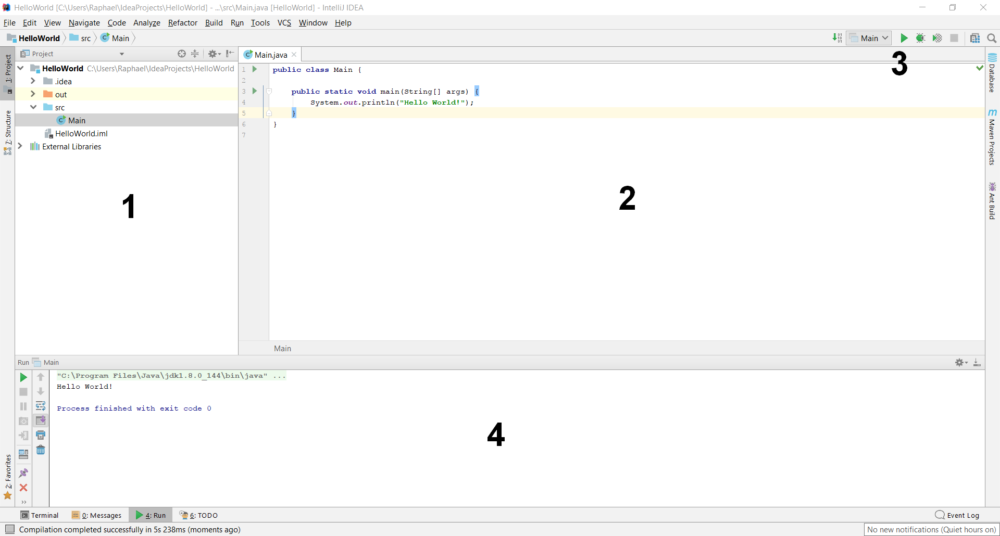 HelloWorld [C:\Users\Raphael\IdeaProjects\HelloWorld] - ...\src\Main.java [HelloWorld] - IntelliJ IDEA
File Edit View Navigate Code Analyze Refactor Build Run Tools VCS Window Help
HelloWorld src Main
Main
3
1: Project
7: Structure
2: Favorites
Project
HelloWorld C:\Users\Raphael\IdeaProjects\HelloWorld
.idea
out
src
Main
HelloWorld.iml
External Libraries
1
Main.java
1 public class Main {
2
3 public static void main(String[] args) {
4 System.out.println("Hello World!");
5 }
6 }
7
2
Main
Database
Maven Projects
Ant Build
Run Main
"C:\Program Files\Java\jdk1.8.0_144\bin\java" ...
Hello World!
Process finished with exit code 0
4
Terminal 0: Messages 4: Run 6: TODO Event Log
Compilation completed successfully in 5s 238ms (moments ago)
No new notifications (Quiet hours on)